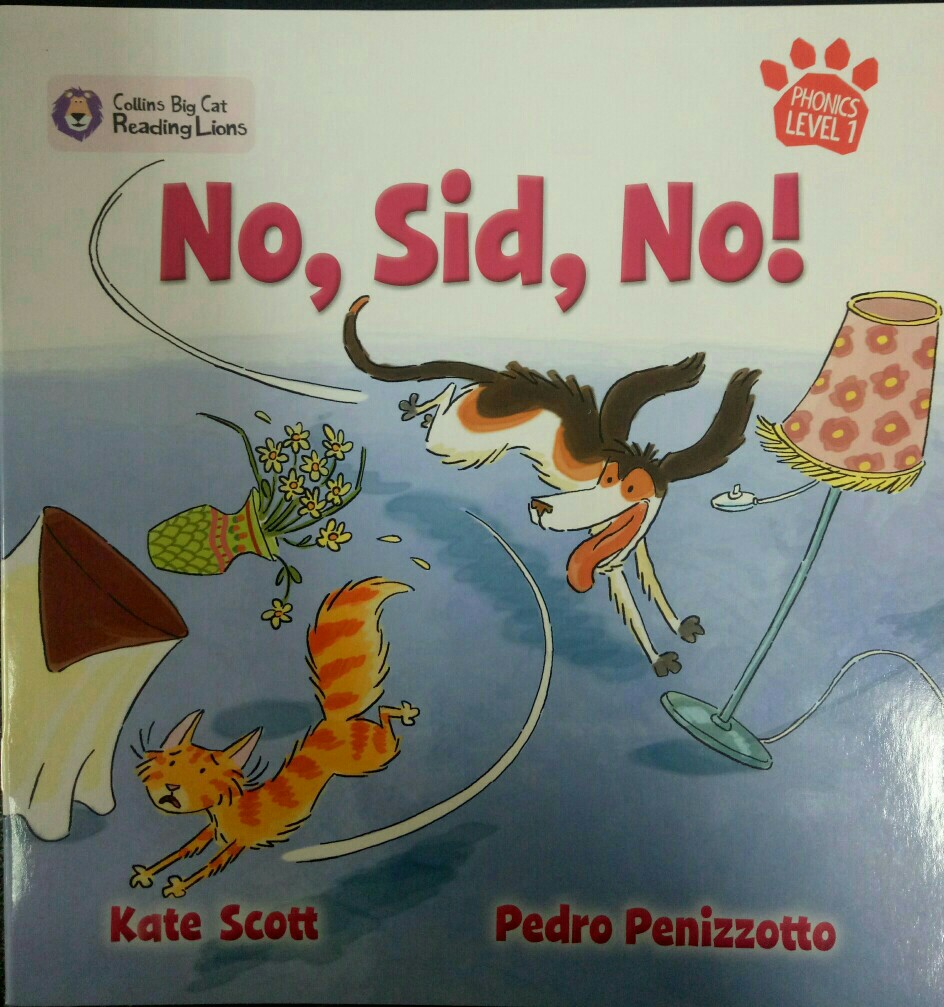 Collins Big Cat
Reading Lions
PHONICS
LEVEL 1
No, Sid, No!
Kate Scott
Pedro Penizzotto